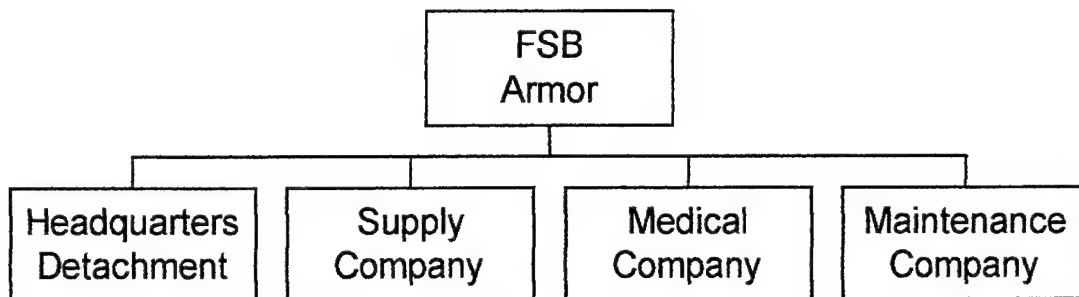 FSB
Armor
Headquarters
Detachment
Supply
Company
Medical
Company
Maintenance
Company